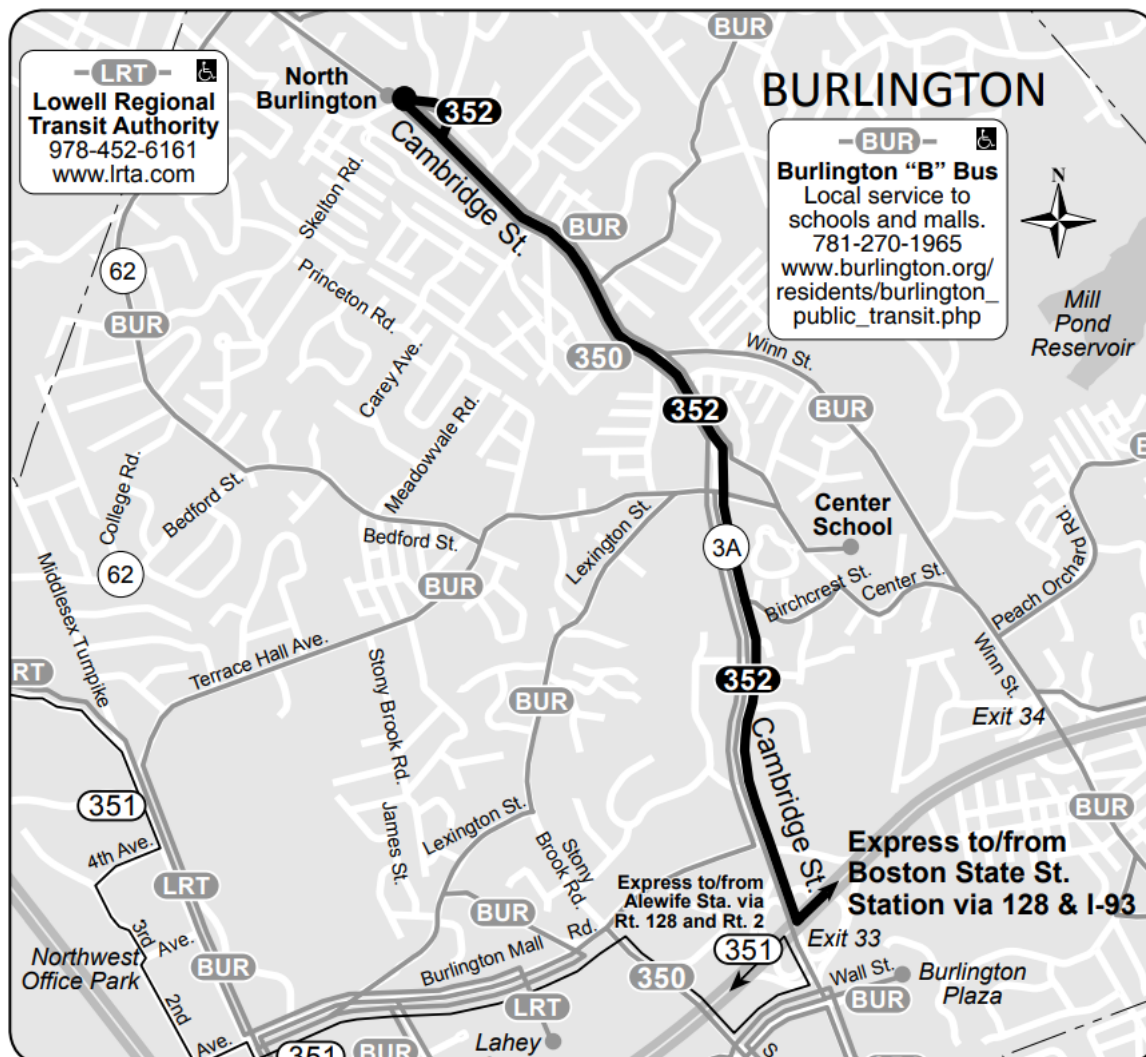 BUR
LRT
Lowell Regional
Transit Authority
978-452-6161
www.lrta.com
North
Burlington
352
Cambridge St.
BURLINGTON
BUR
Burlington “B” Bus
Local service to
schools and malls.
781-270-1965
www.burlington.org/
residents/burlington_
public_transit.php
N
Mill
Pond
Reservoir
Skelton Rd.
BUR
62
Princeton Rd.
BUR
350
Winn St.
Carey Ave.
352
BUR
Meadowvale Rd.
College Rd.
Bedford St.
Center
School
Bedford St.
Lexington St.
3A
62
BUR
Birchcrest St.
Center St.
Peach Orchard Rd.
Middlesex Turnpike
Terrace Hall Ave.
RT
Stony Brook Rd.
BUR
352
Winn St.
Exit 34
Cambridge St.
351
James St.
Lexington St.
BUR
4th Ave.
Stony
Brook Rd.
Express to/from
Boston State St.
Station via 128 & I-93
LRT
Express to/from
Alewife Sta. via
Rt. 128 and Rt. 2
BUR
3rd
Ave.
Exit 33
351
Northwest
Office Park
BUR
Burlington Mall
Rd.
350
Wall St.
Burlington
Plaza
BUR
2nd
Ave.
LRT
351
BUR
Lahey
S